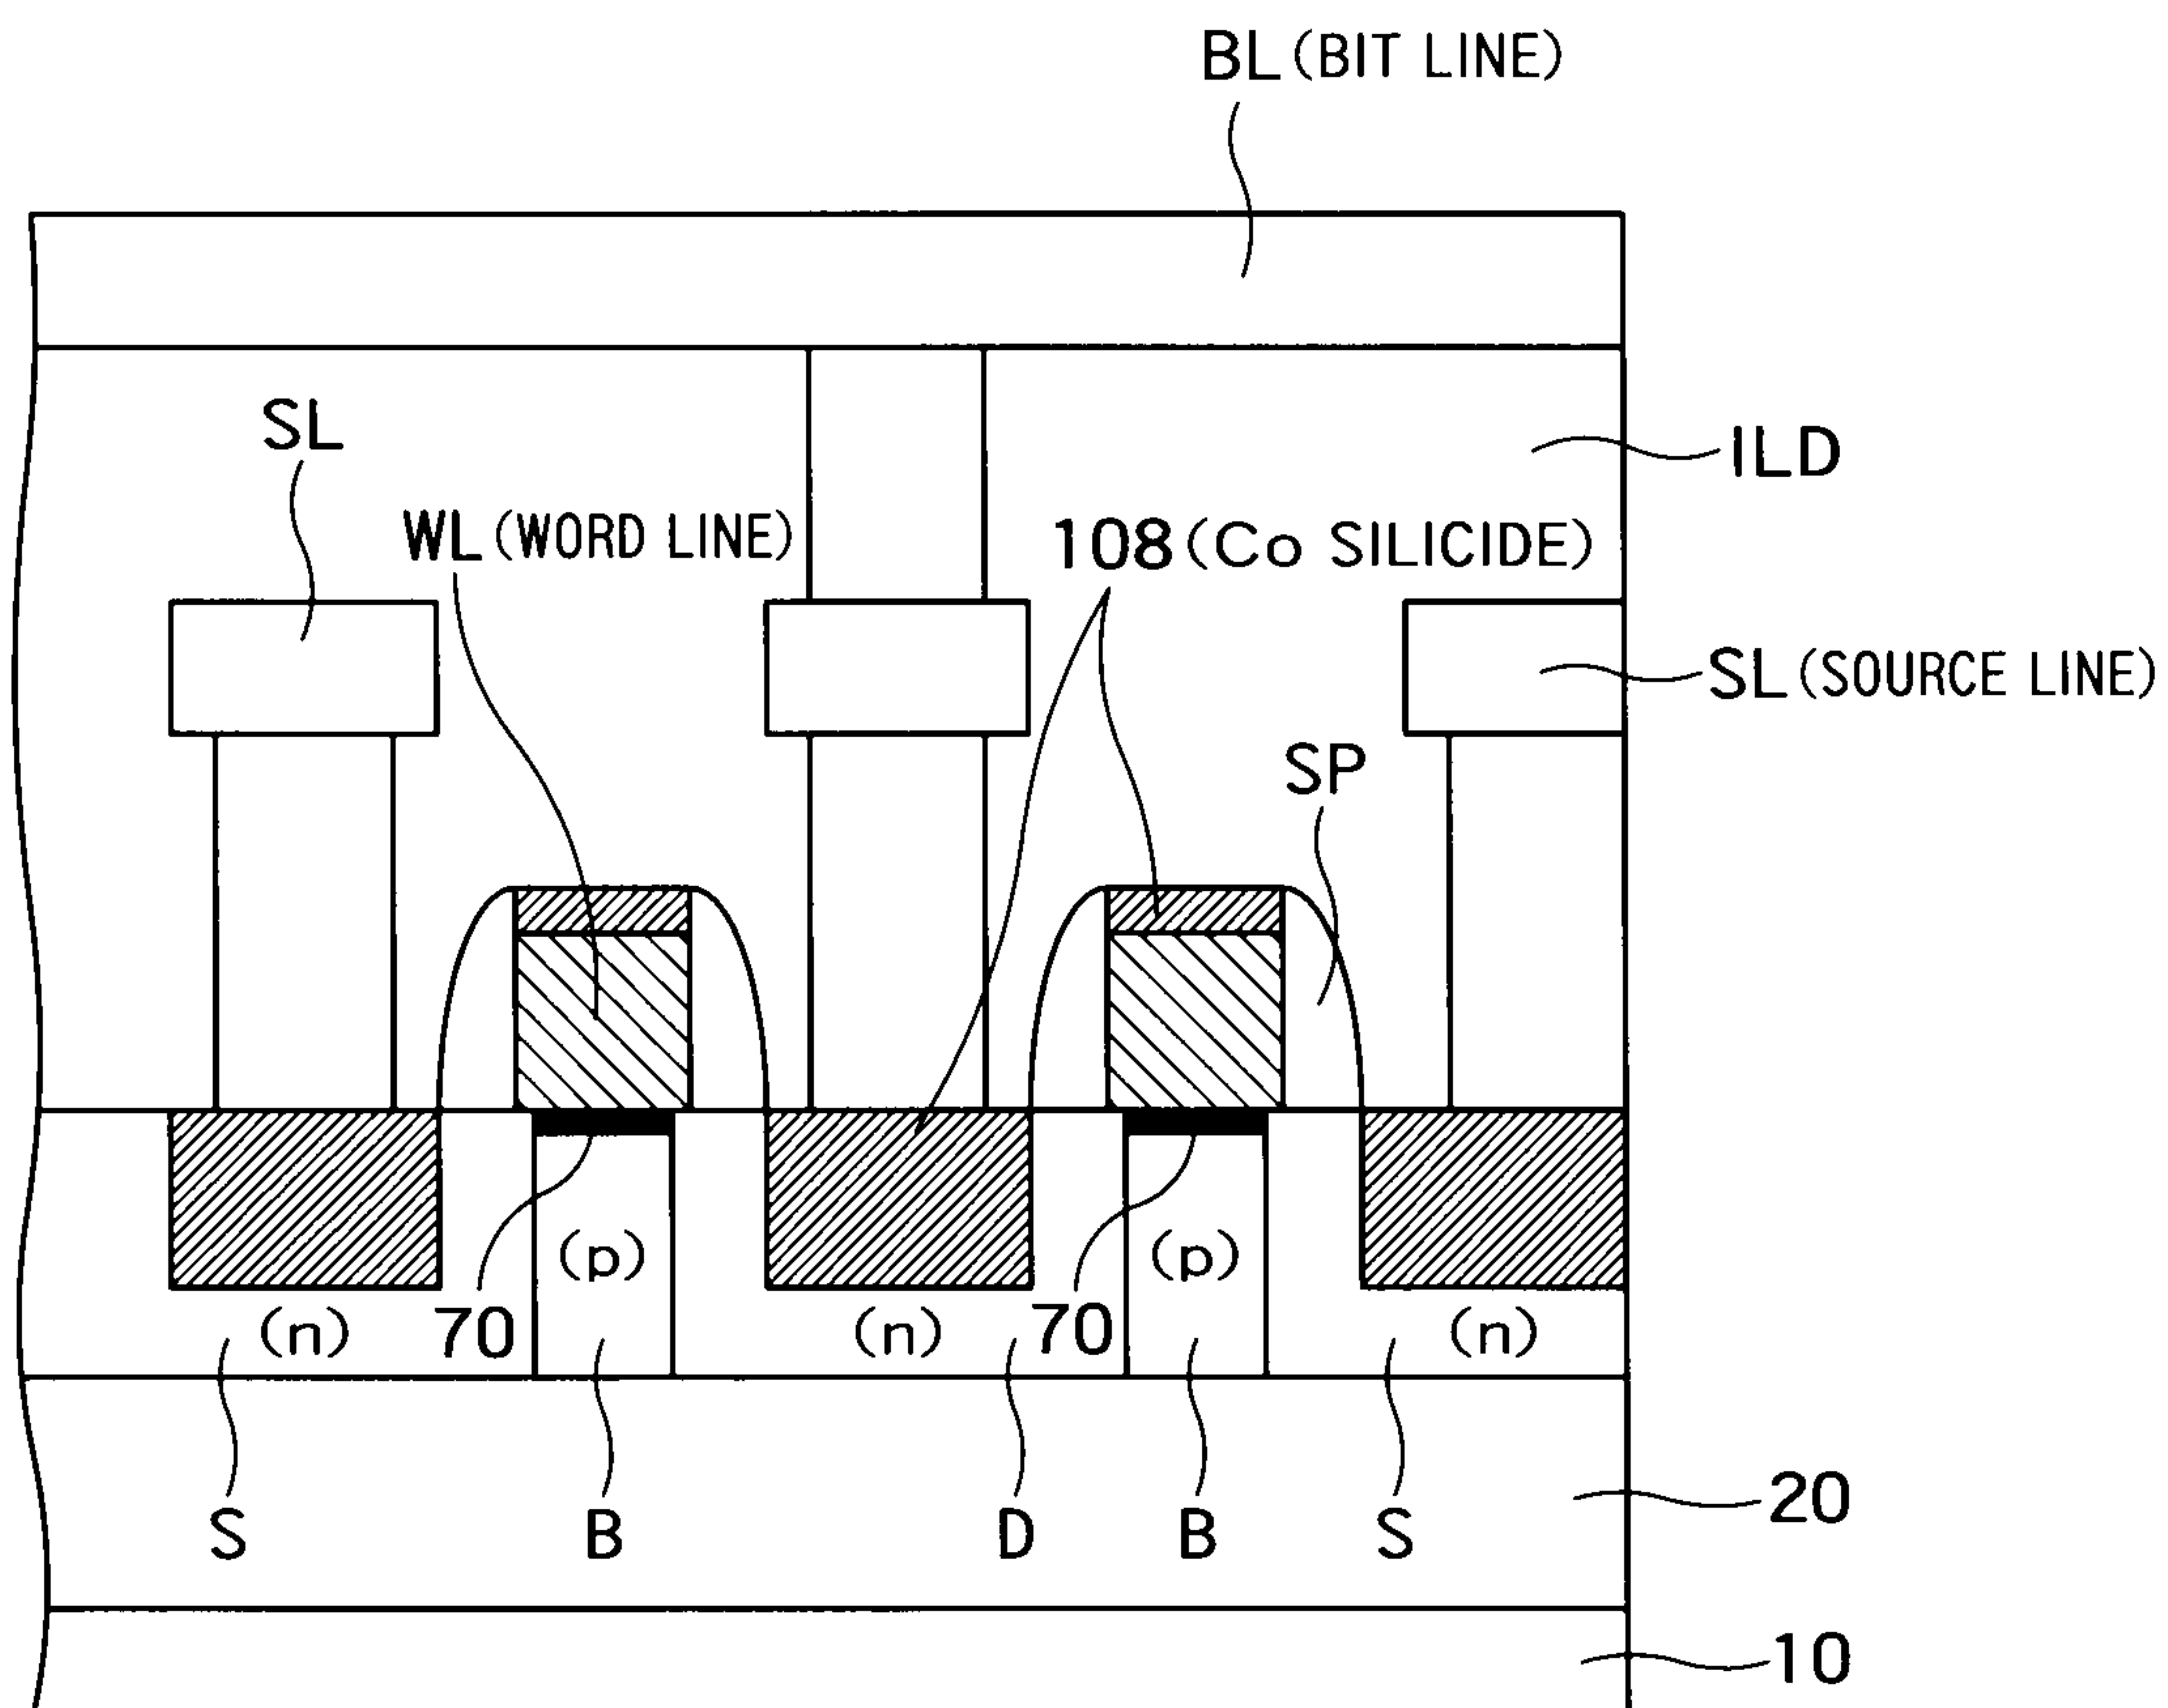 BL (BIT LINE)
SL
ILD
WL (WORD LINE)
108 (Co SILICIDE)
SL (SOURCE LINE)
SP
(p)
(p)
70
70
(n)
(n)
(n)
20
S
B
D
B
S
10